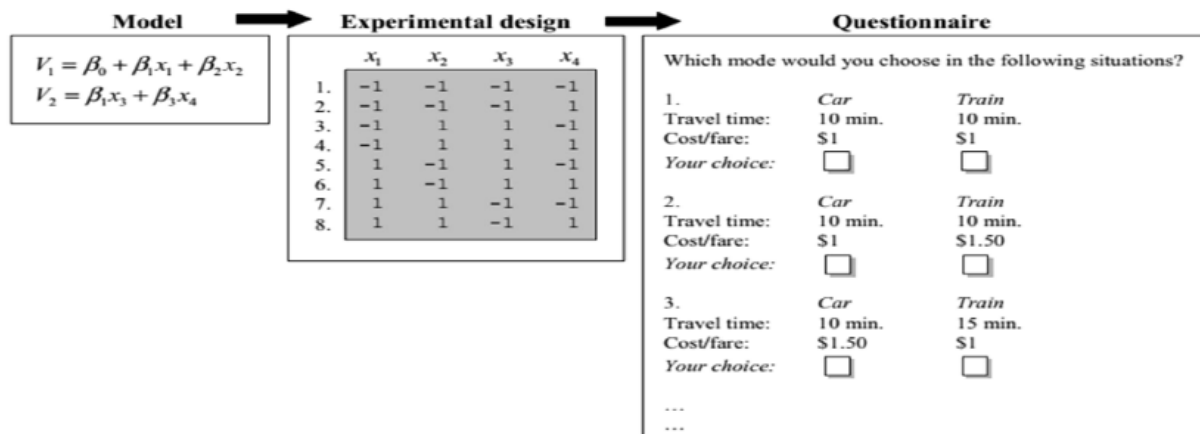 Model
Experimental design
Questionnaire
V₁ = β₀ + β₁x₁ + β₂x₂
V₂ = β₁x₃ + β₃x₄
x₁ x₂ x₃ x₄
1. -1 -1 -1 -1
2. -1 -1 -1 1
3. -1 1 1 -1
4. -1 1 1 1
5. 1 -1 1 -1
6. 1 -1 1 1
7. 1 1 -1 -1
8. 1 1 -1 1
Which mode would you choose in the following situations?
1. Car Train
Travel time: 10 min. 10 min.
Cost/fare: $1 $1
Your choice:
2. Car Train
Travel time: 10 min. 10 min.
Cost/fare: $1 $1.50
Your choice:
3. Car Train
Travel time: 10 min. 15 min.
Cost/fare: $1.50 $1
Your choice:
...
...